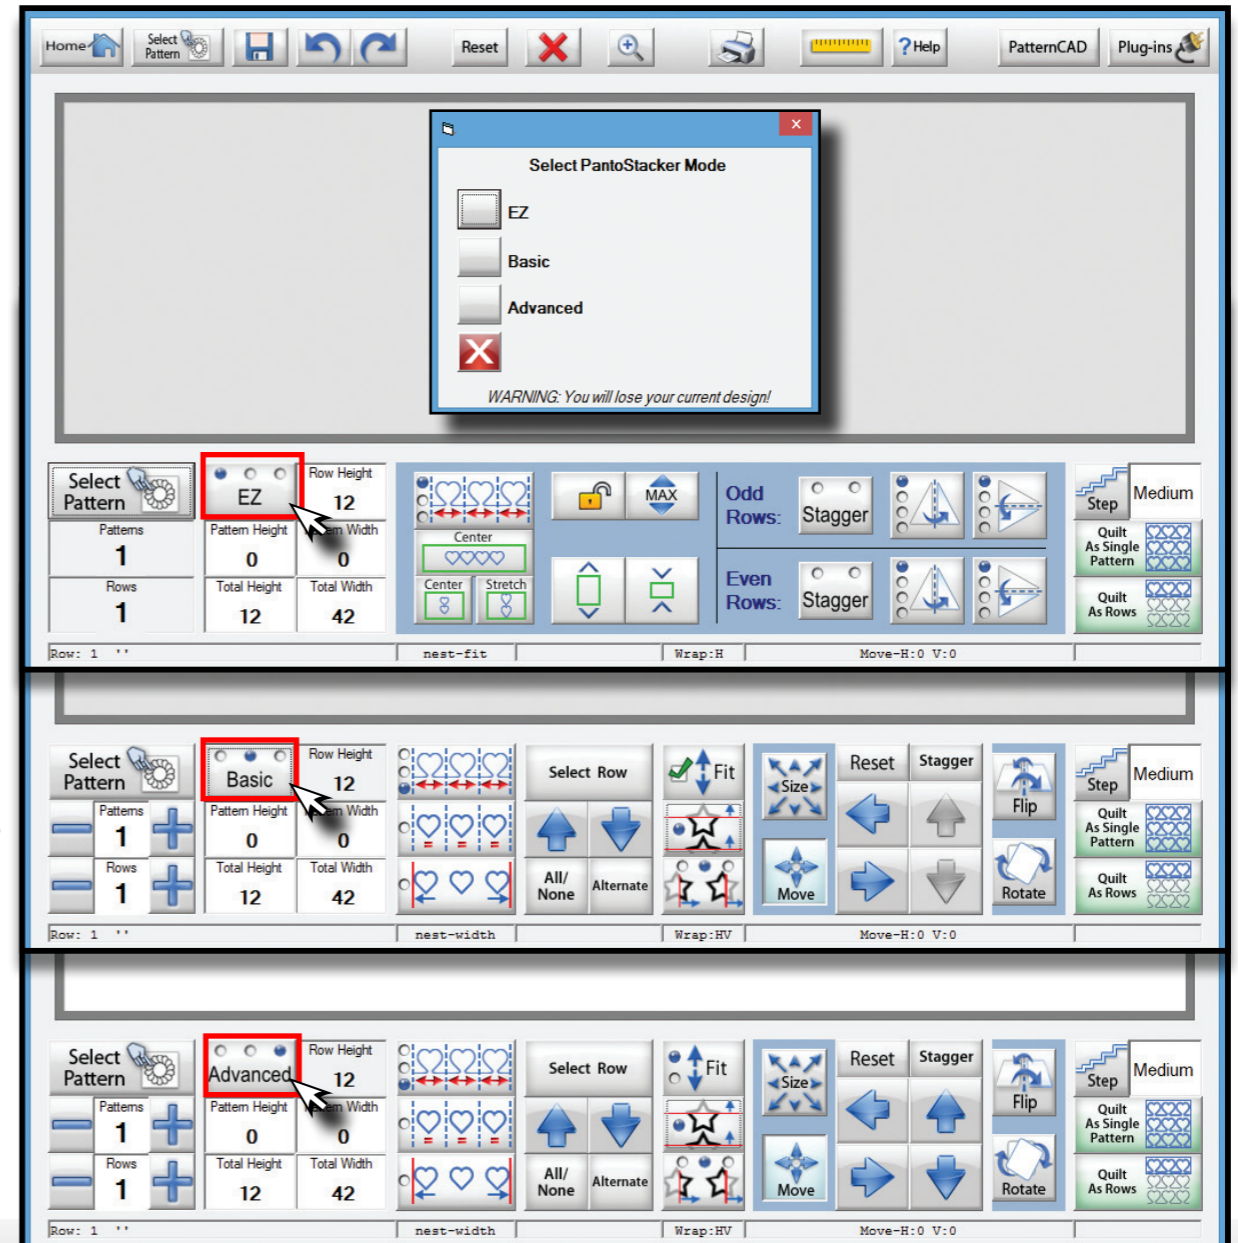 Home
Select
Pattern
Reset
?Help
PatternCAD
Plug-ins
Select PantoStacker Mode
EZ
Basic
Advanced
WARNING: You will lose your current design!
Select
Pattern
EZ
Row Height
12
Patterns
1
Pattern Height
0
Pattern Width
0
Rows
1
Total Height
12
Total Width
42
Center
Center
Stretch
MAX
Odd
Rows:
Stagger
Even
Rows:
Stagger
Step
Medium
Quilt
As Single
Pattern
Quilt
As Rows
Row: 1 ''
nest-fit
Wrap:H
Move-H:0 V:0
Select
Pattern
Basic
Row Height
12
Patterns
1
Pattern Height
0
Pattern Width
0
Rows
1
Total Height
12
Total Width
42
Select Row
All/
None
Alternate
Fit
Size
Move
Reset
Stagger
Flip
Rotate
Step
Medium
Quilt
As Single
Pattern
Quilt
As Rows
Row: 1 ''
nest-width
Wrap:HV
Move-H:0 V:0
Select
Pattern
Advanced
Row Height
12
Patterns
1
Pattern Height
0
Pattern Width
0
Rows
1
Total Height
12
Total Width
42
Select Row
All/
None
Alternate
Fit
Size
Move
Reset
Stagger
Flip
Rotate
Step
Medium
Quilt
As Single
Pattern
Quilt
As Rows
Row: 1 ''
nest-width
Wrap:HV
Move-H:0 V:0